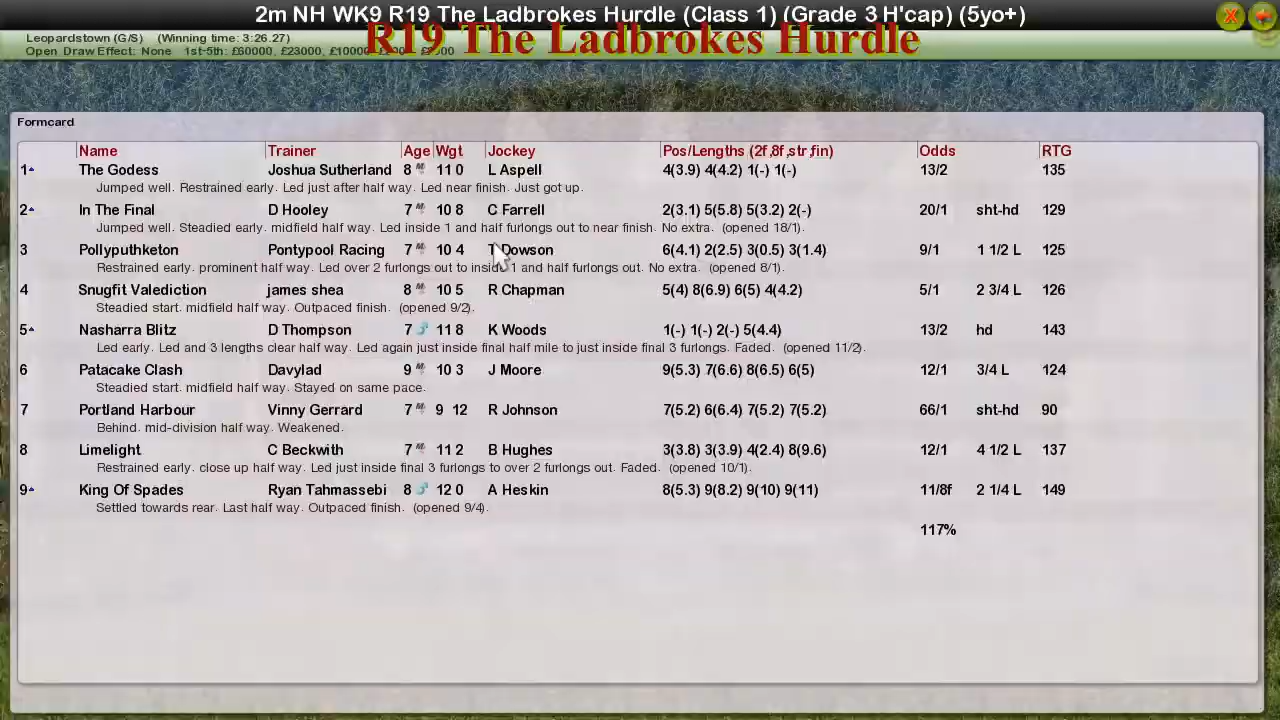 2m NH WK9 R19 The Ladbrokes Hurdle (Class 1) (Grade 3 H'cap) (5yo+)
R19 The Ladbrokes Hurdle
Leopardstown (G/S) (Winning time: 3:26.27)
Open Draw Effect: None 1st-5th: £60000, £23000, £10000,
Formcard
Name Trainer Age Wgt Jockey Pos/Lengths (2f,8f,str,fin) Odds RTG
1 The Godess Joshua Sutherland 8 11 0 L Aspell 4(3.9) 4(4.2) 1(-) 1(-) 13/2 135
Jumped well. Restrained early. Led just after half way. Led near finish. Just got up.
2 In The Final D Hooley 7 10 8 C Farrell 2(3.1) 5(5.8) 5(3.2) 2(-) 20/1 sht-hd 129
Jumped well. Steadied early. midfield half way. Led inside 1 and half furlongs out to near finish. No extra. (opened 18/1).
3 Pollyputhketon Pontypool Racing 7 10 4 Dowson 6(4.1) 2(2.5) 3(0.5) 3(1.4) 9/1 1 1/2 L 125
Restrained early. prominent half way. Led over 2 furlongs out to inside 1 and half furlongs out. No extra. (opened 8/1).
4 Snugfit Valediction james shea 8 10 5 R Chapman 5(4) 8(6.9) 6(5) 4(4.2) 5/1 2 3/4 L 126
Steadied start. midfield half way. Outpaced finish. (opened 9/2).
5 Nasharra Blitz D Thompson 7 11 8 K Woods 1(-) 1(-) 2(-) 5(4.4) 13/2 hd 143
Led early. Led and 3 lengths clear half way. Led again just inside final half mile to just inside final 3 furlongs. Faded. (opened 11/2).
6 Patacake Clash Davylad 9 10 3 J Moore 9(5.3) 7(6.6) 8(6.5) 6(5) 12/1 3/4 L 124
Steadied start. midfield half way. Stayed on same pace.
7 Portland Harbour Vinny Gerrard 7 9 12 R Johnson 7(5.2) 6(6.4) 7(5.2) 7(5.2) 66/1 sht-hd 90
Behind. mid-division half way. Weakened.
8 Limelight C Beckwith 7 11 2 B Hughes 3(3.8) 3(3.9) 4(2.4) 8(9.6) 12/1 4 1/2 L 137
Restrained early. close up half way. Led just inside final 3 furlongs to over 2 furlongs out. Faded. (opened 10/1).
9 King Of Spades Ryan Tahmassebi 8 12 0 A Heskin 8(5.3) 9(8.2) 9(10) 9(11) 11/8f 2 1/4 L 149
Settled towards rear. Last half way. Outpaced finish. (opened 9/4).
117%